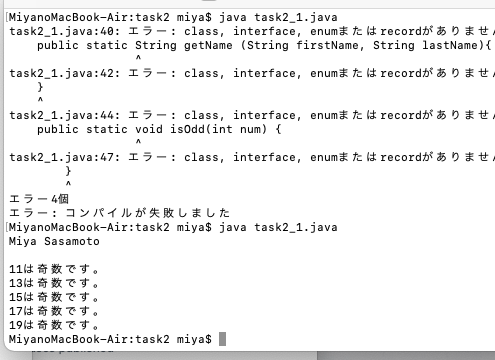 [MiyanoMacBook-Air:task2 miya$ java task2_1.java
task2_1.java:40: エラー: class, interface, enumまたはrecordがありませ
public static String getName (String firstName, String lastName){
^
task2_1.java:42: エラー: class, interface, enumまたはrecordがありませ
}
^
task2_1.java:44: エラー: class, interface, enumまたはrecordがありませ
public static void isOdd(int num) {
^
task2_1.java:47: エラー: class, interface, enumまたはrecordがありませ
}
^
エラー4個
エラー: コンパイルが失敗しました
[MiyanoMacBook-Air:task2 miya$ java task2_1.java
Miya Sasamoto
11は奇数です。
13は奇数です。
15は奇数です。
17は奇数です。
19は奇数です。
MiyanoMacBook-Air:task2 miya$